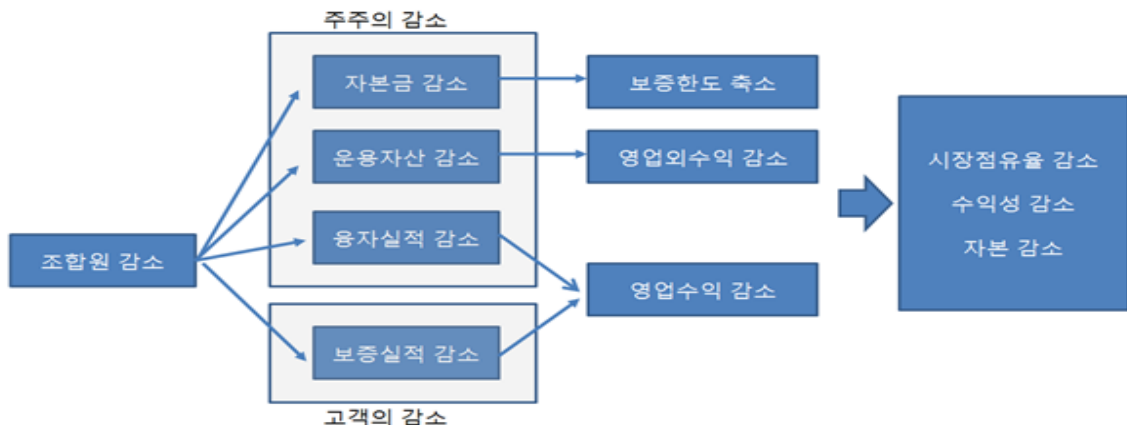 주주의 감소
자본금 감소
보증한도 축소
운용자산 감소
영업외수익 감소
시장점유율 감소
수익성 감소
자본 감소
융자실적 감소
조합원 감소
영업수익 감소
보증실적 감소
고객의 감소